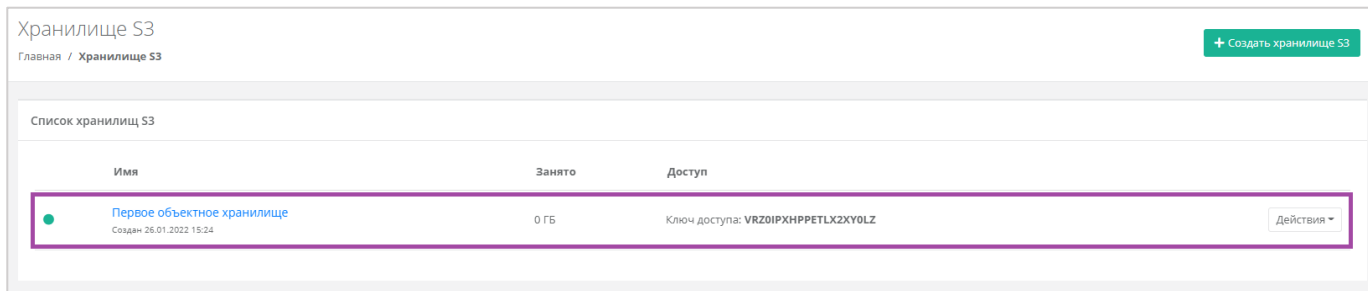 Хранилище S3
+ Создать хранилище S3
Главная / Хранилище S3
Список хранилищ S3
Имя Занято Доступ
Первое объектное хранилище 0 ГБ Ключ доступа: VRZ0IPXHPPETLX2XY0LZ Действия
Создан 26.01.2022 15:24